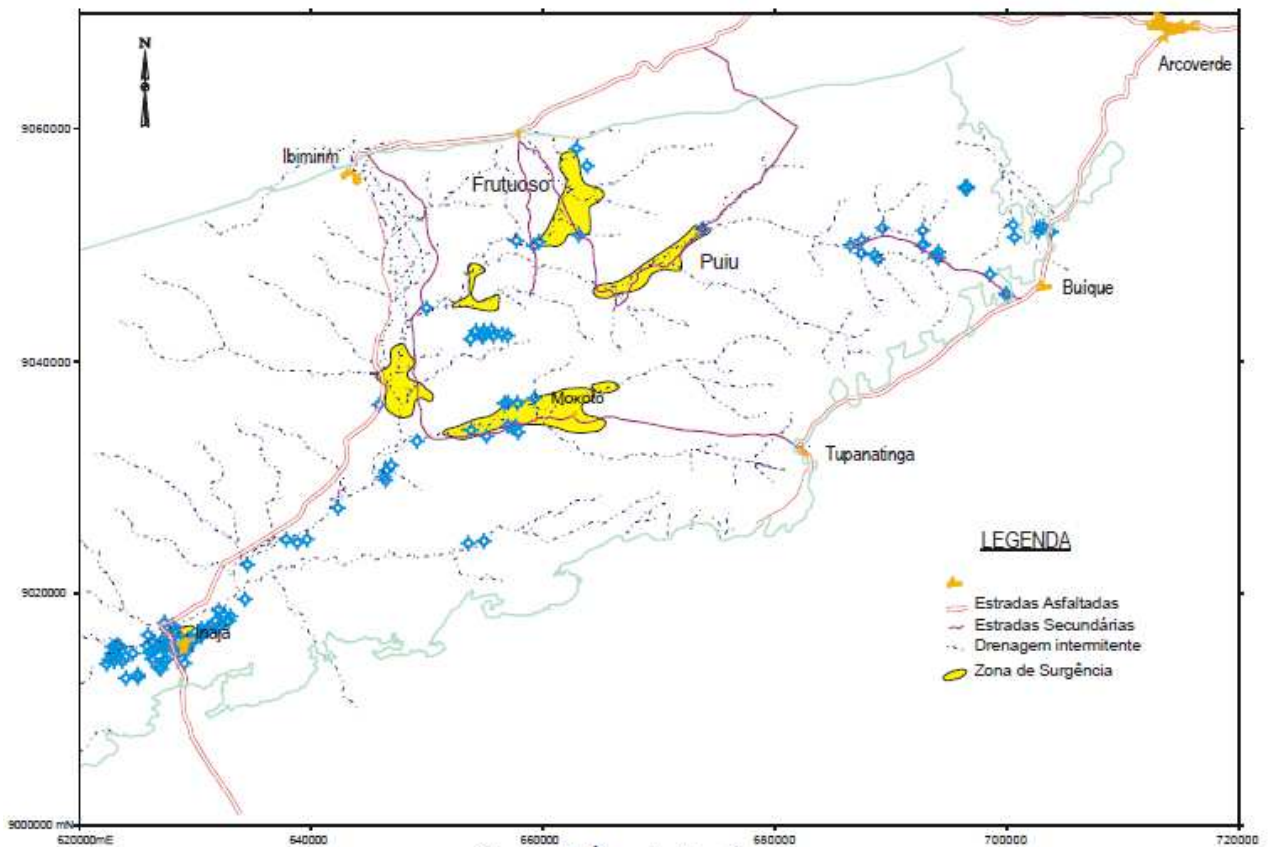 N
Arcoverde
9060000
Ibimirim
Frutuoso
Puiu
Buique
9040000
Moxotó
Tupanatinga
LEGENDA
Estradas Asfaltadas
Estradas Secundárias
Drenagem intermitente
Zona de Surgência
9020000
Inajá
9000000 mN
620000mE
640000
660000
680000
700000
720000